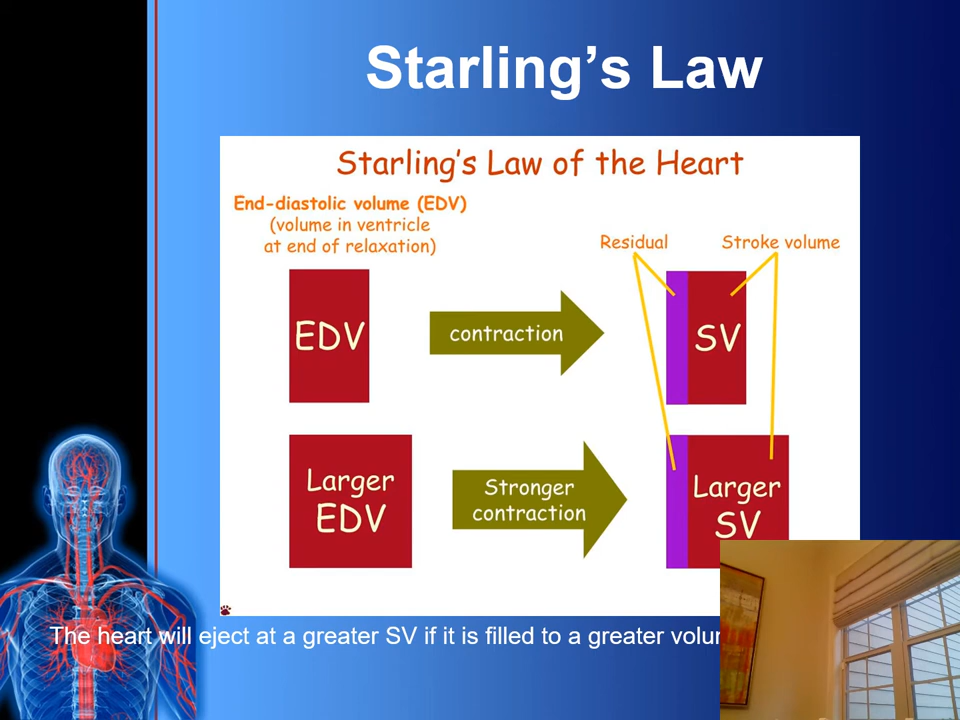 Starling’s Law
Starling’s Law of the Heart
End-diastolic volume (EDV)
(volume in ventricle
at end of relaxation)
Residual
Stroke volume
EDV
contraction
SV
Larger
EDV
Stronger
contraction
Larger
SV
The heart will eject at a greater SV if it is filled to a greater